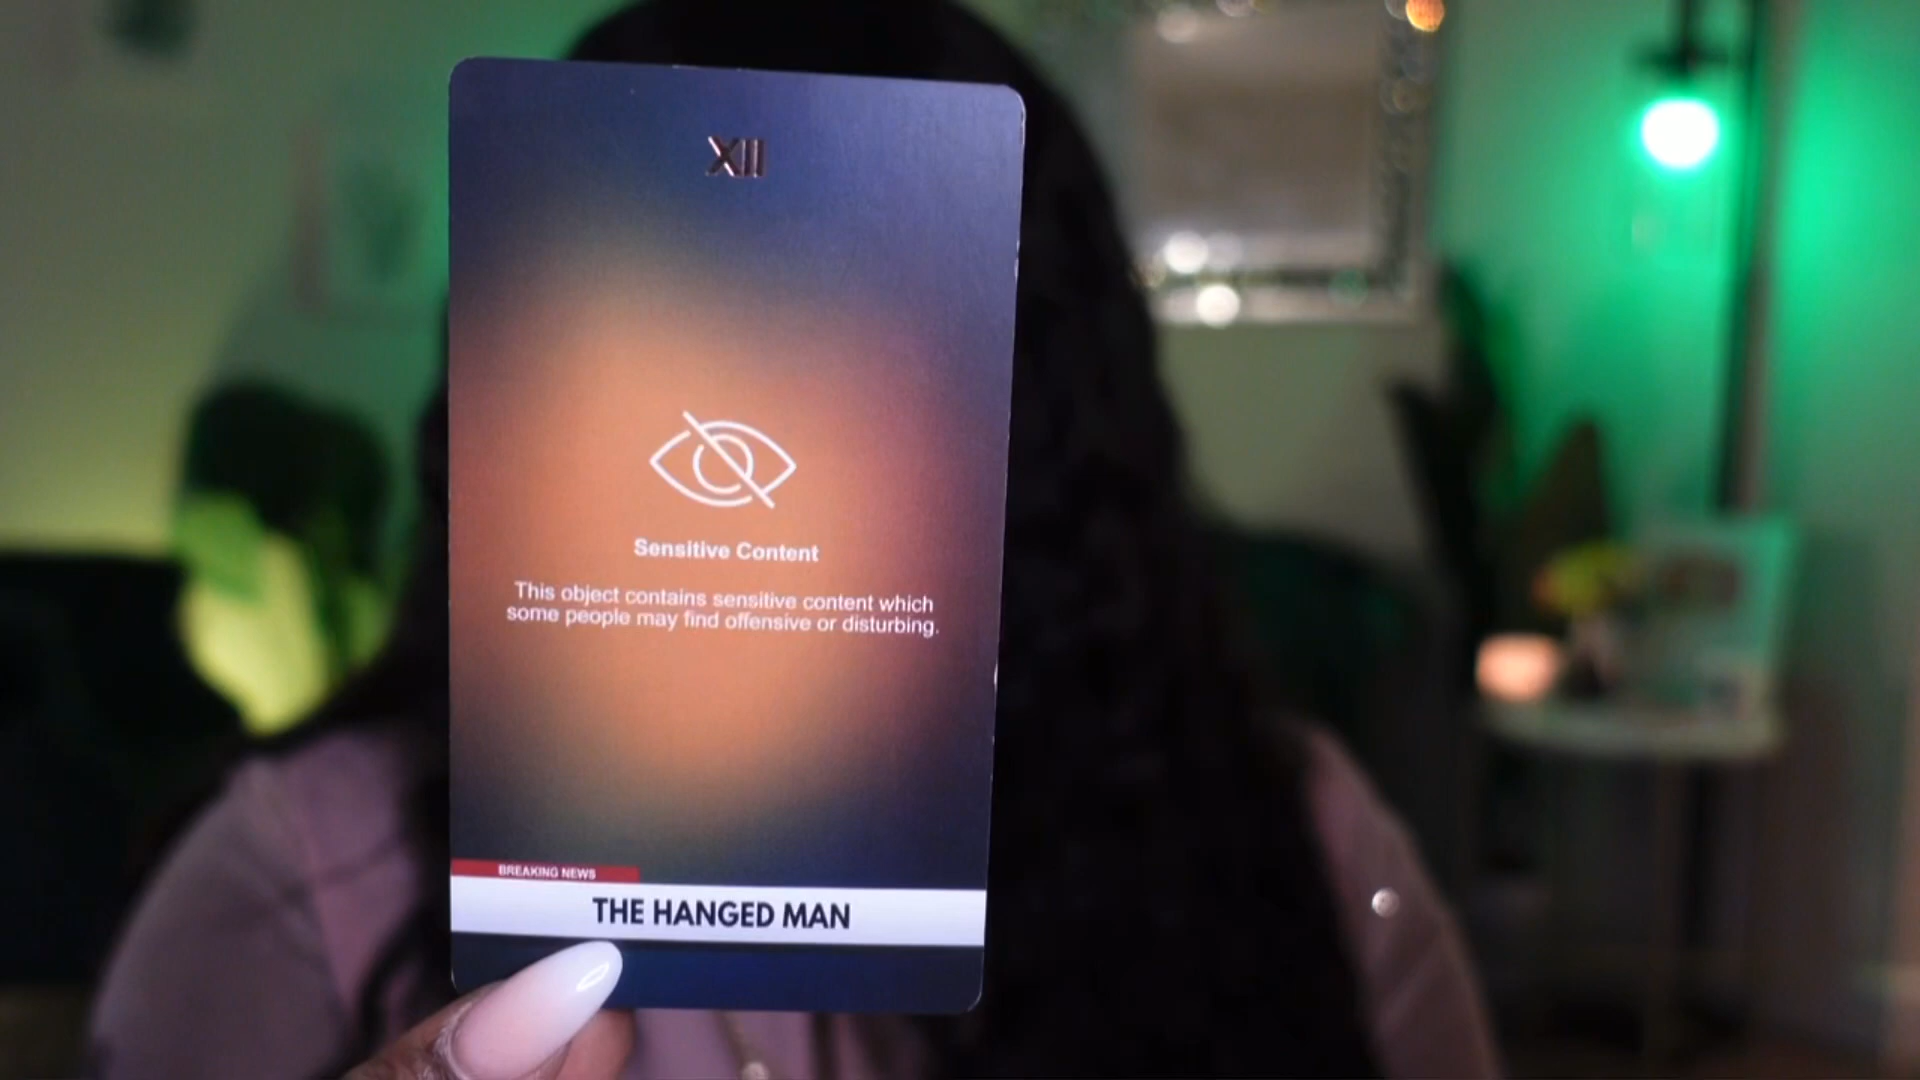 XII
Sensitive Content
This object contains sensitive content which
some people may find offensive or disturbing.
BREAKING NEWS
THE HANGED MAN